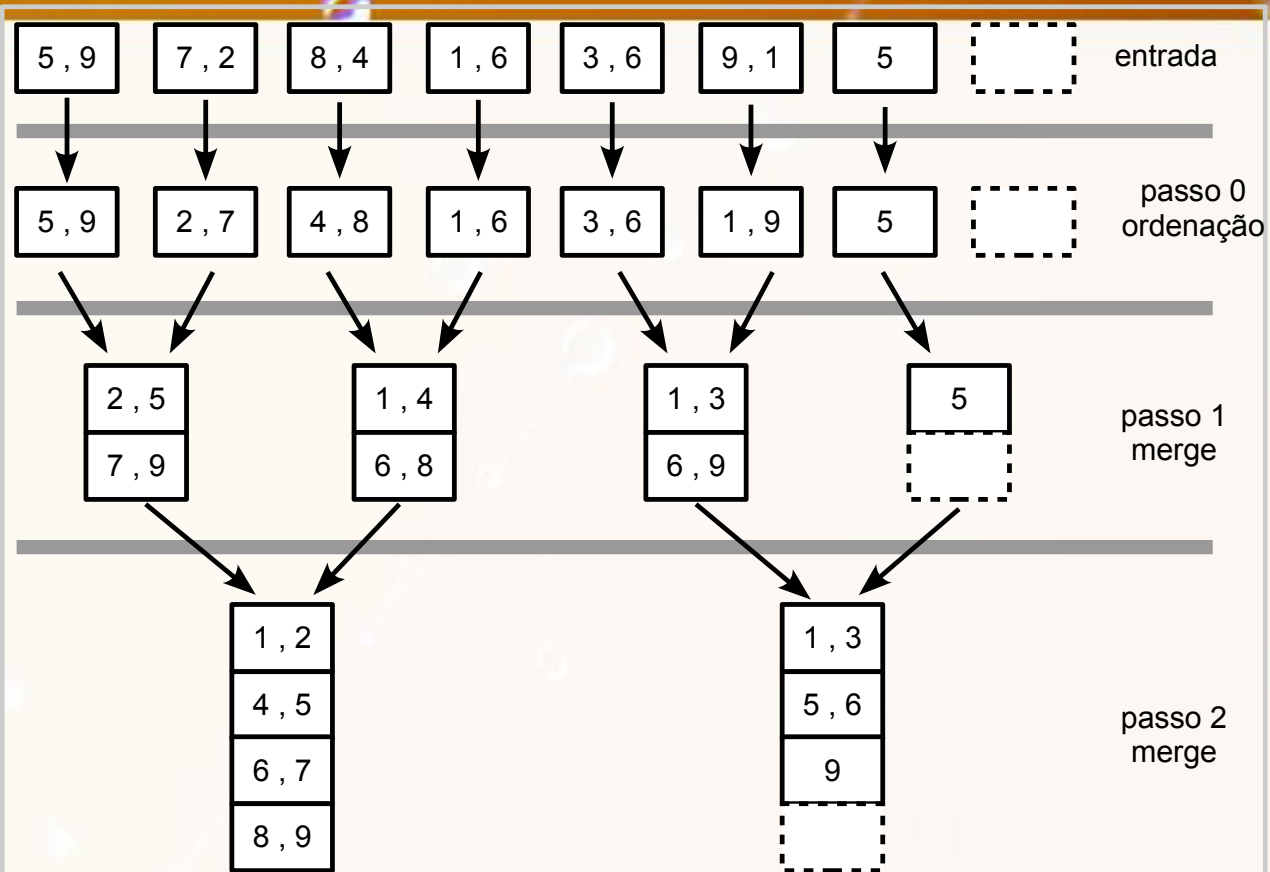 5 , 9 7 , 2 8 , 4 1 , 6 3 , 6 9 , 1 5 entrada
5 , 9 2 , 7 4 , 8 1 , 6 3 , 6 1 , 9 5
passo 0
ordenação
2 , 5 1 , 4 1 , 3 5
7 , 9 6 , 8 6 , 9
passo 1
merge
1 , 2 1 , 3
4 , 5 5 , 6
6 , 7 9
8 , 9
passo 2
merge